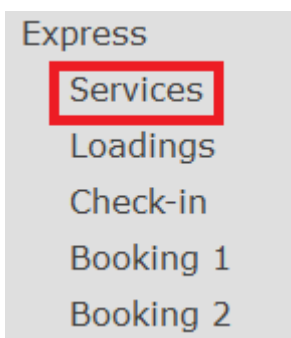 Express
Services
Loadings
Check-in
Booking 1
Booking 2